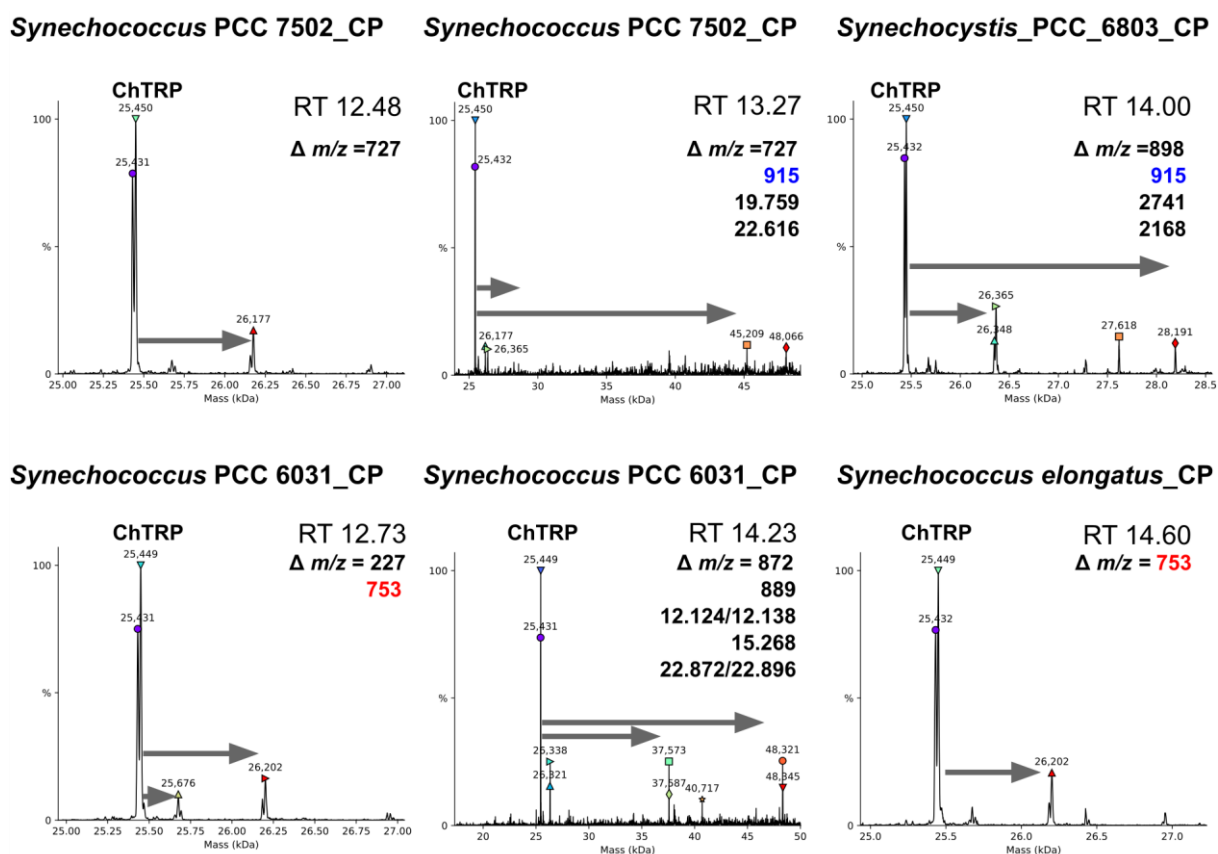 Synechococcus PCC 7502_CP
ChTRP
RT 12.48
25,450
100
Δ m/z =727
25,431
%
26,177
0
25.00 25.25 25.50 25.75 26.00 26.25 26.50 26.75 27.00
Mass (kDa)
Synechococcus PCC 7502_CP
ChTRP
RT 13.27
25,450
100
Δ m/z =727
25,432
915
19.759
22.616
%
45,209
48,066
26,177
26,365
0
25 30 35 40 45
Mass (kDa)
Synechocystis_PCC_6803_CP
ChTRP
RT 14.00
25,450
100
Δ m/z =898
25,432
915
2741
2168
%
26,365
26,348
27,618
28,191
0
25.0 25.5 26.0 26.5 27.0 27.5 28.0 28.5
Mass (kDa)
Synechococcus PCC 6031_CP
ChTRP
RT 12.73
25,449
Δ m/z = 227
100
753
25,431
%
26,202
25,676
0
25.00 25.25 25.50 25.75 26.00 26.25 26.50 26.75 27.00
Mass (kDa)
Synechococcus PCC 6031_CP
ChTRP
RT 14.23
25,449
Δ m/z = 872
100
889
12.124/12.138
25,431
15.268
22.872/22.896
%
26,338
37,573
48,321
26,321
37,587
48,345
40,717
0
20 25 30 35 40 45 50
Mass (kDa)
Synechococcus elongatus_CP
ChTRP
RT 14.60
25,449
Δ m/z = 753
100
25,432
%
26,202
0
25.0 25.5 26.0 26.5 27.0
Mass (kDa)